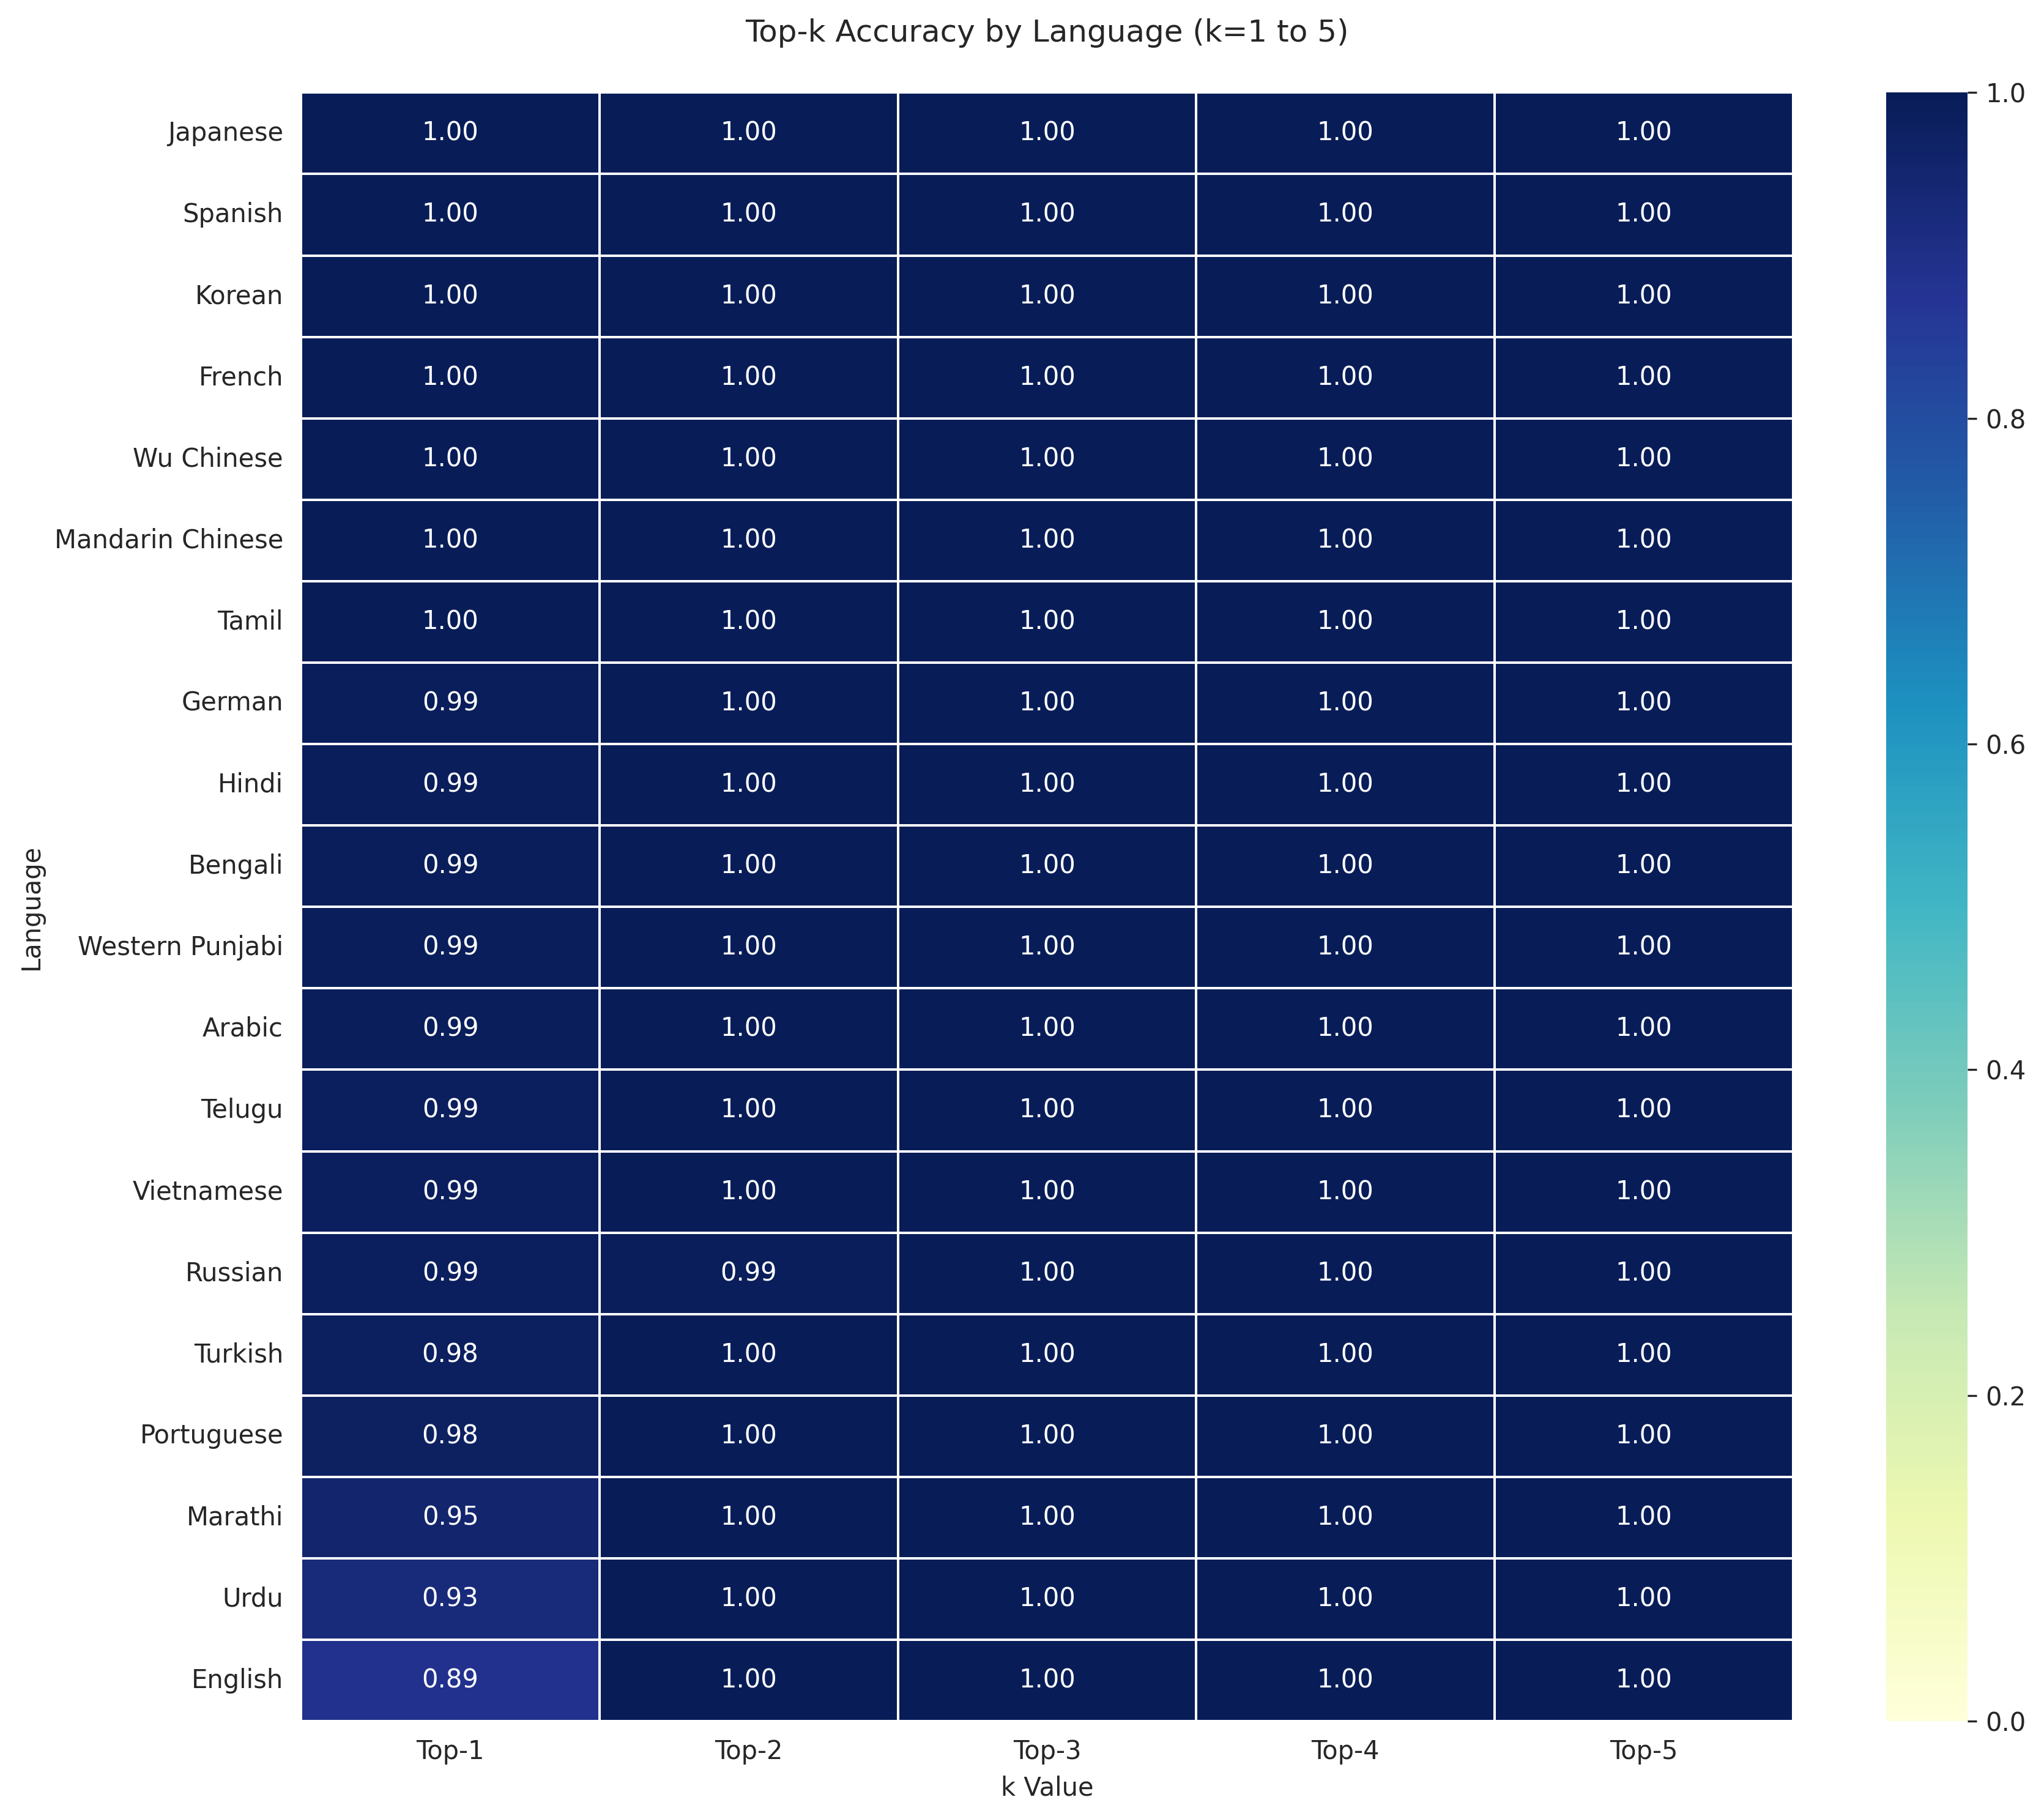 Top-k Accuracy by Language (k=1 to 5)
Japanese 1.00 1.00 1.00 1.00 1.00
Spanish 1.00 1.00 1.00 1.00 1.00
Korean 1.00 1.00 1.00 1.00 1.00
French 1.00 1.00 1.00 1.00 1.00
Wu Chinese 1.00 1.00 1.00 1.00 1.00
Mandarin Chinese 1.00 1.00 1.00 1.00 1.00
Tamil 1.00 1.00 1.00 1.00 1.00
German 0.99 1.00 1.00 1.00 1.00
Hindi 0.99 1.00 1.00 1.00 1.00
Bengali 0.99 1.00 1.00 1.00 1.00
Western Punjabi 0.99 1.00 1.00 1.00 1.00
Arabic 0.99 1.00 1.00 1.00 1.00
Telugu 0.99 1.00 1.00 1.00 1.00
Vietnamese 0.99 1.00 1.00 1.00 1.00
Russian 0.99 0.99 1.00 1.00 1.00
Turkish 0.98 1.00 1.00 1.00 1.00
Portuguese 0.98 1.00 1.00 1.00 1.00
Marathi 0.95 1.00 1.00 1.00 1.00
Urdu 0.93 1.00 1.00 1.00 1.00
English 0.89 1.00 1.00 1.00 1.00
Top-1 Top-2 Top-3 Top-4 Top-5
k Value
Language
1.0
0.8
0.6
0.4
0.2
0.0